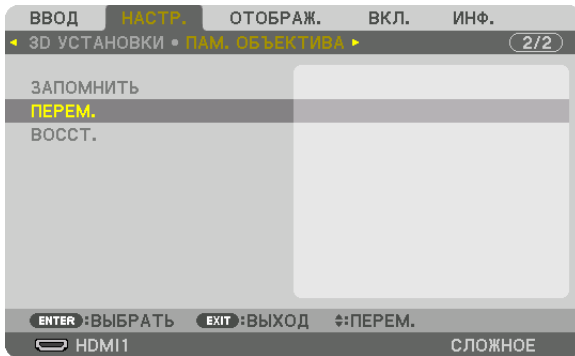 ВВОД НАСТР. ОТОБРАЖ. ВКЛ. ИНФ.
3D УСТАНОВКИ • ПАМ. ОБЪЕКТИВА 2/2
ЗАПОМНИТЬ
ПЕРЕМ.
ВОССТ.
ENTER :ВЫБРАТЬ EXIT :ВЫХОД :ПЕРЕМ.
HDMI1 СЛОЖНОЕ